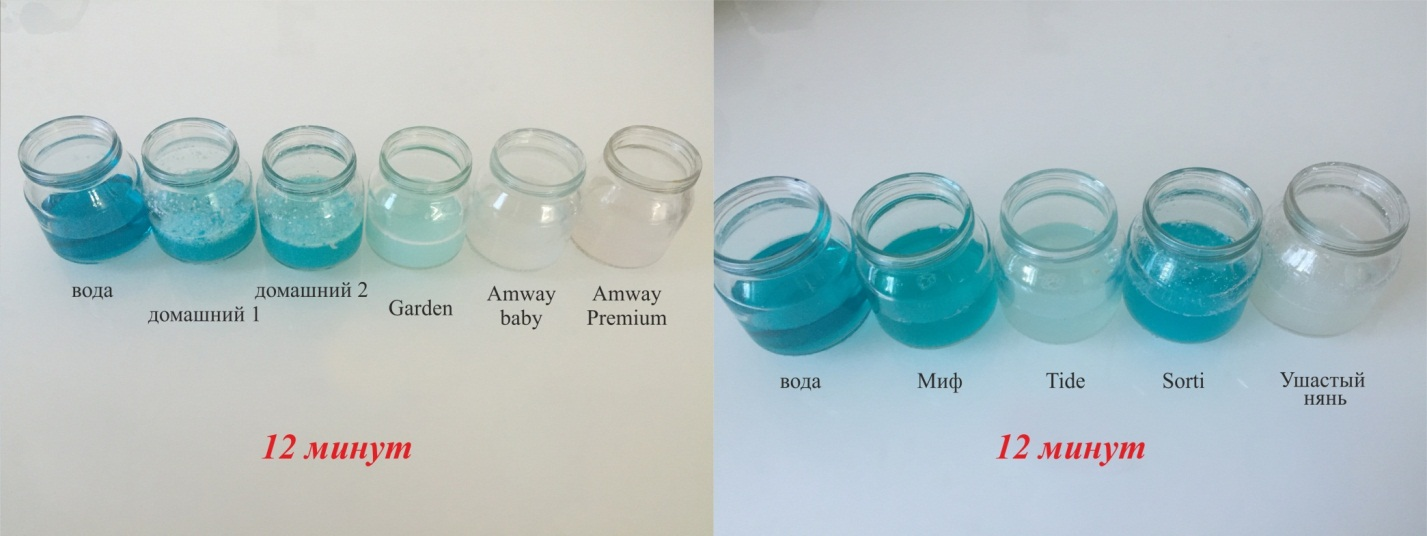 вода
домашний 1
домашний 2
Garden
Amway
baby
Amway
Premium
12 минут
вода
Миф
Tide
Sorti
Ушастый
нянь
12 минут